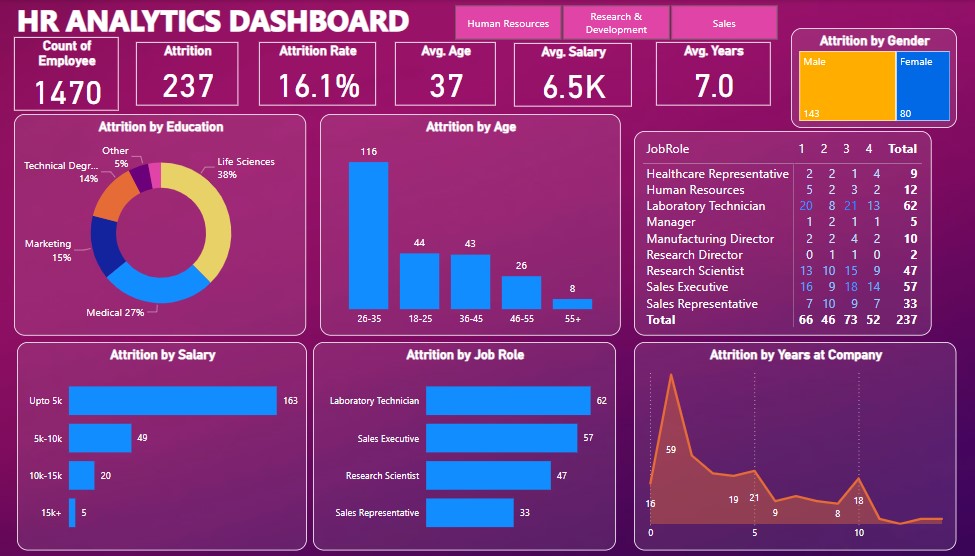 HR ANALYTICS DASHBOARD
Human Resources
Research &
Development
Sales
Count of
Employee
1470
Attrition
237
Attrition Rate
16.1%
Avg. Age
37
Avg. Salary
6.5K
Avg. Years
7.0
Attrition by Gender
Male
Female
143
80
Attrition by Education
Other
5%
Technical Degr...
14%
Life Sciences
38%
Marketing
15%
Medical 27%
Attrition by Age
116
44
43
26
8
26-35 18-25 36-45 46-55 55+
JobRole 1 2 3 4 Total
Healthcare Representative 2 2 1 4 9
Human Resources 5 2 3 2 12
Laboratory Technician 20 8 21 13 62
Manager 1 2 1 1 5
Manufacturing Director 2 2 4 2 10
Research Director 0 1 1 0 2
Research Scientist 13 10 15 9 47
Sales Executive 16 9 18 14 57
Sales Representative 7 10 9 7 33
Total 66 46 73 52 237
Attrition by Salary
Upto 5k 163
5k-10k 49
10k-15k 20
15k+ 5
Attrition by Job Role
Laboratory Technician 62
Sales Executive 57
Research Scientist 47
Sales Representative 33
Attrition by Years at Company
59
16 19 21 9 8 18
0 5 10